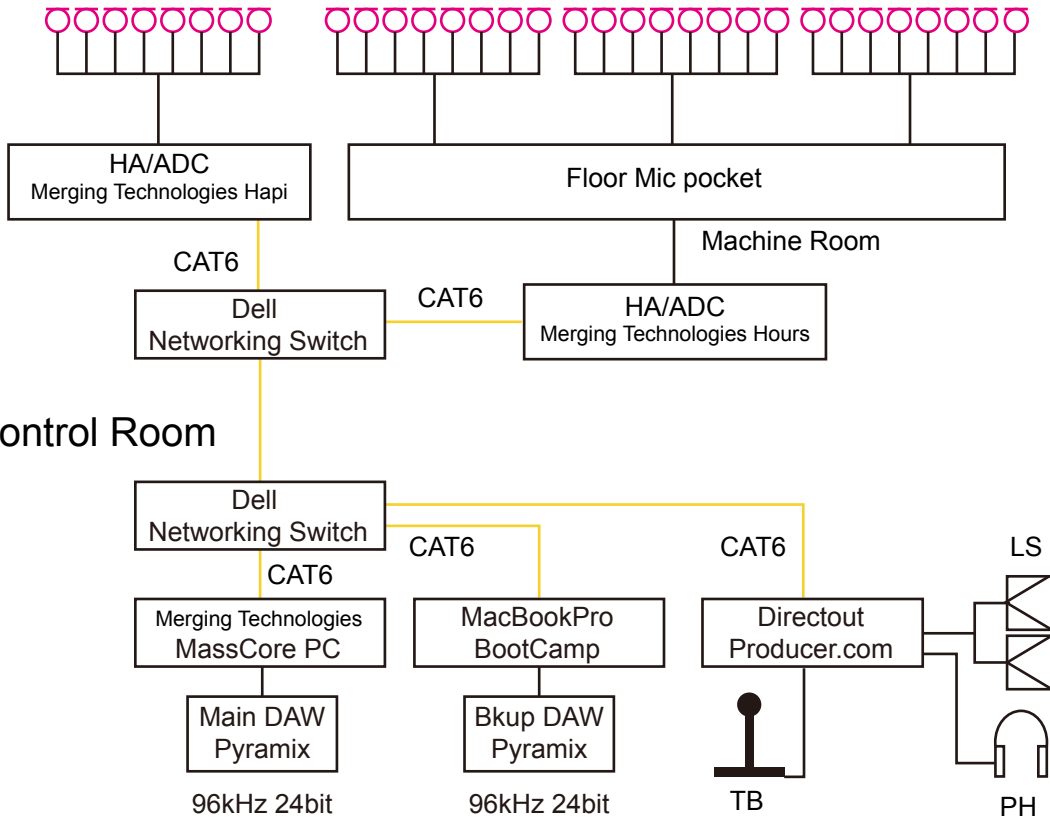 HA/ADC
Merging Technologies Hapi
Floor Mic pocket
Machine Room
CAT6
Dell
Networking Switch
CAT6
HA/ADC
Merging Technologies Hours
ontrol Room
Dell
Networking Switch
CAT6
CAT6
CAT6
LS
Merging Technologies
MassCore PC
MacBookPro
BootCamp
Directout
Producer.com
Main DAW
Pyramix
Bkup DAW
Pyramix
96kHz 24bit
96kHz 24bit
TB
PH